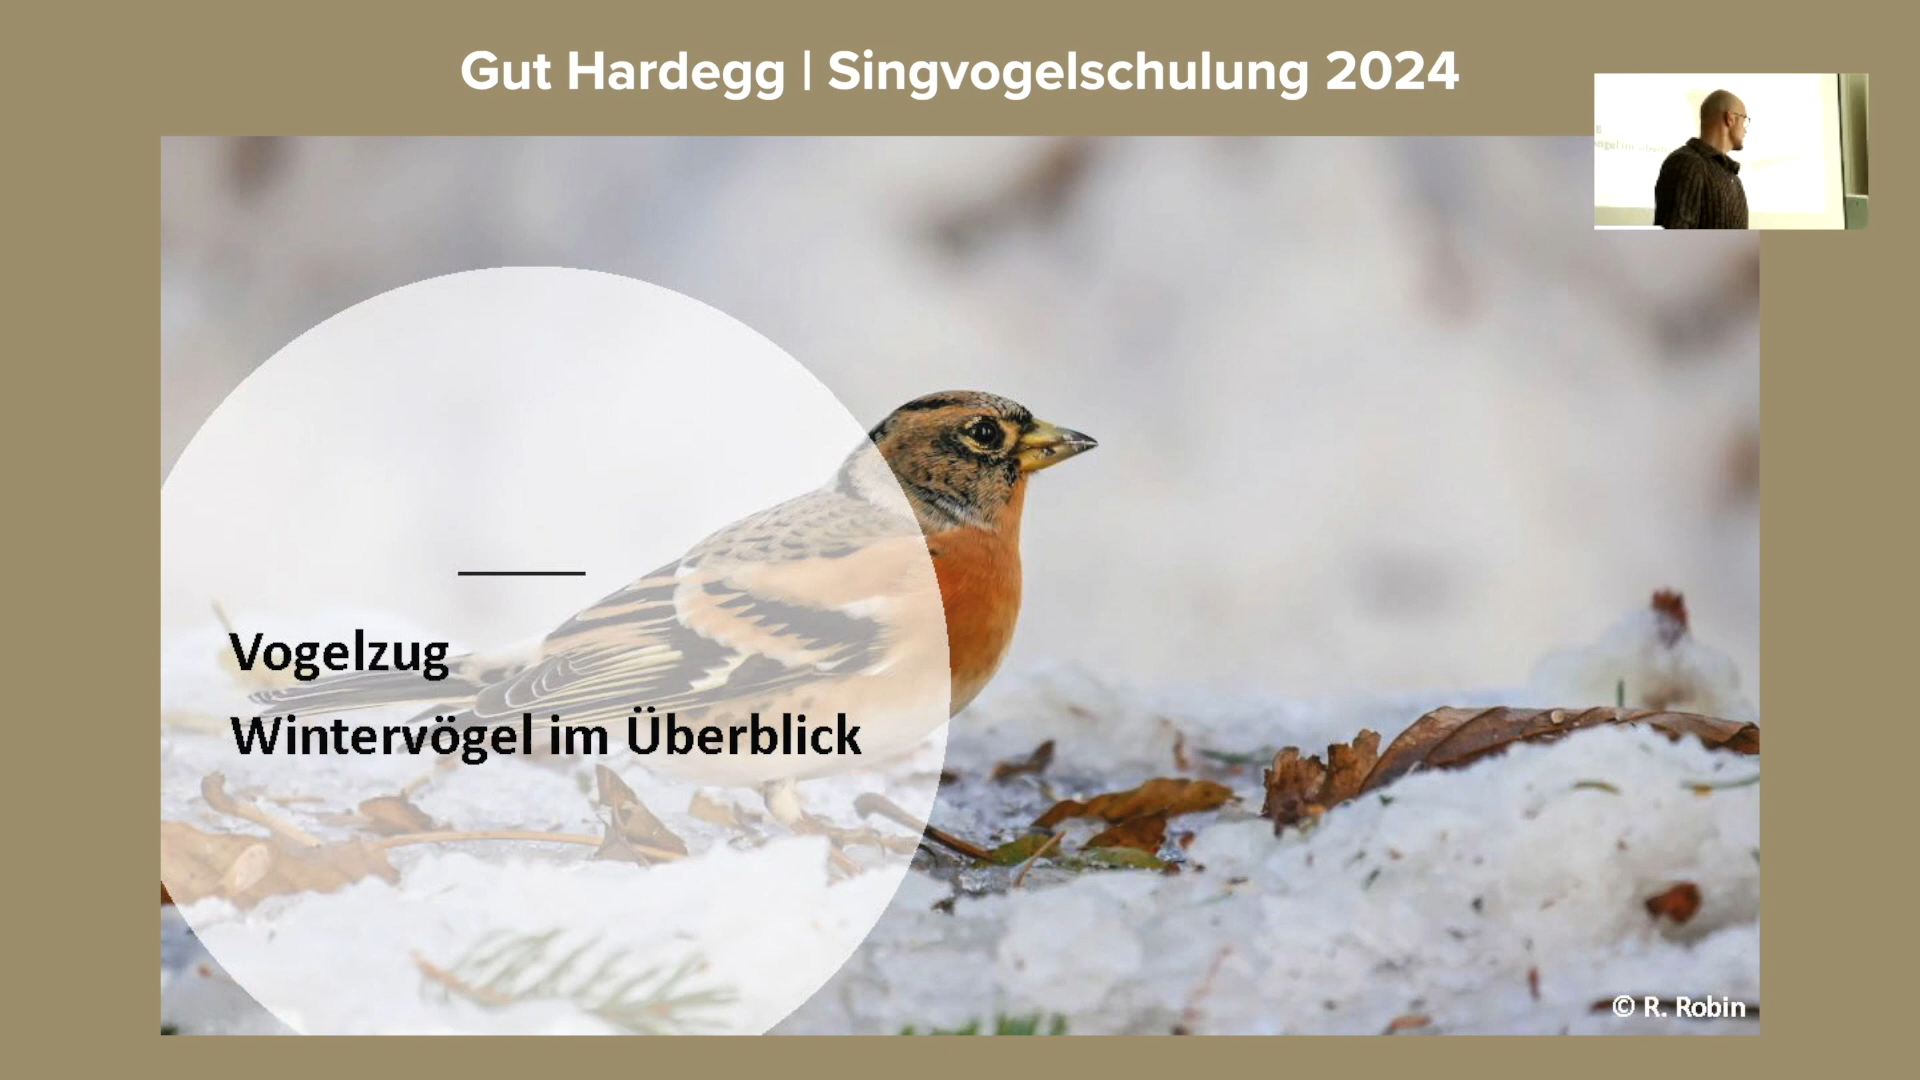 Gut Hardegg | Singvogelschulung 2024
Vogelzug
Wintervögel im Überblick
© R. Robin